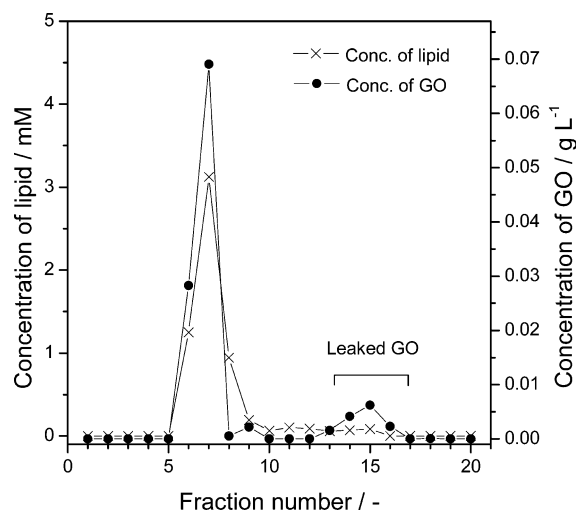 Concentration of lipid / mM
5
4
3
2
1
0
Conc. of lipid
Conc. of GO
Leaked GO
0.07
0.06
0.05
0.04
0.03
0.02
0.01
0.00
Concentration of GO / g L⁻¹
0 5 10 15 20
Fraction number / -